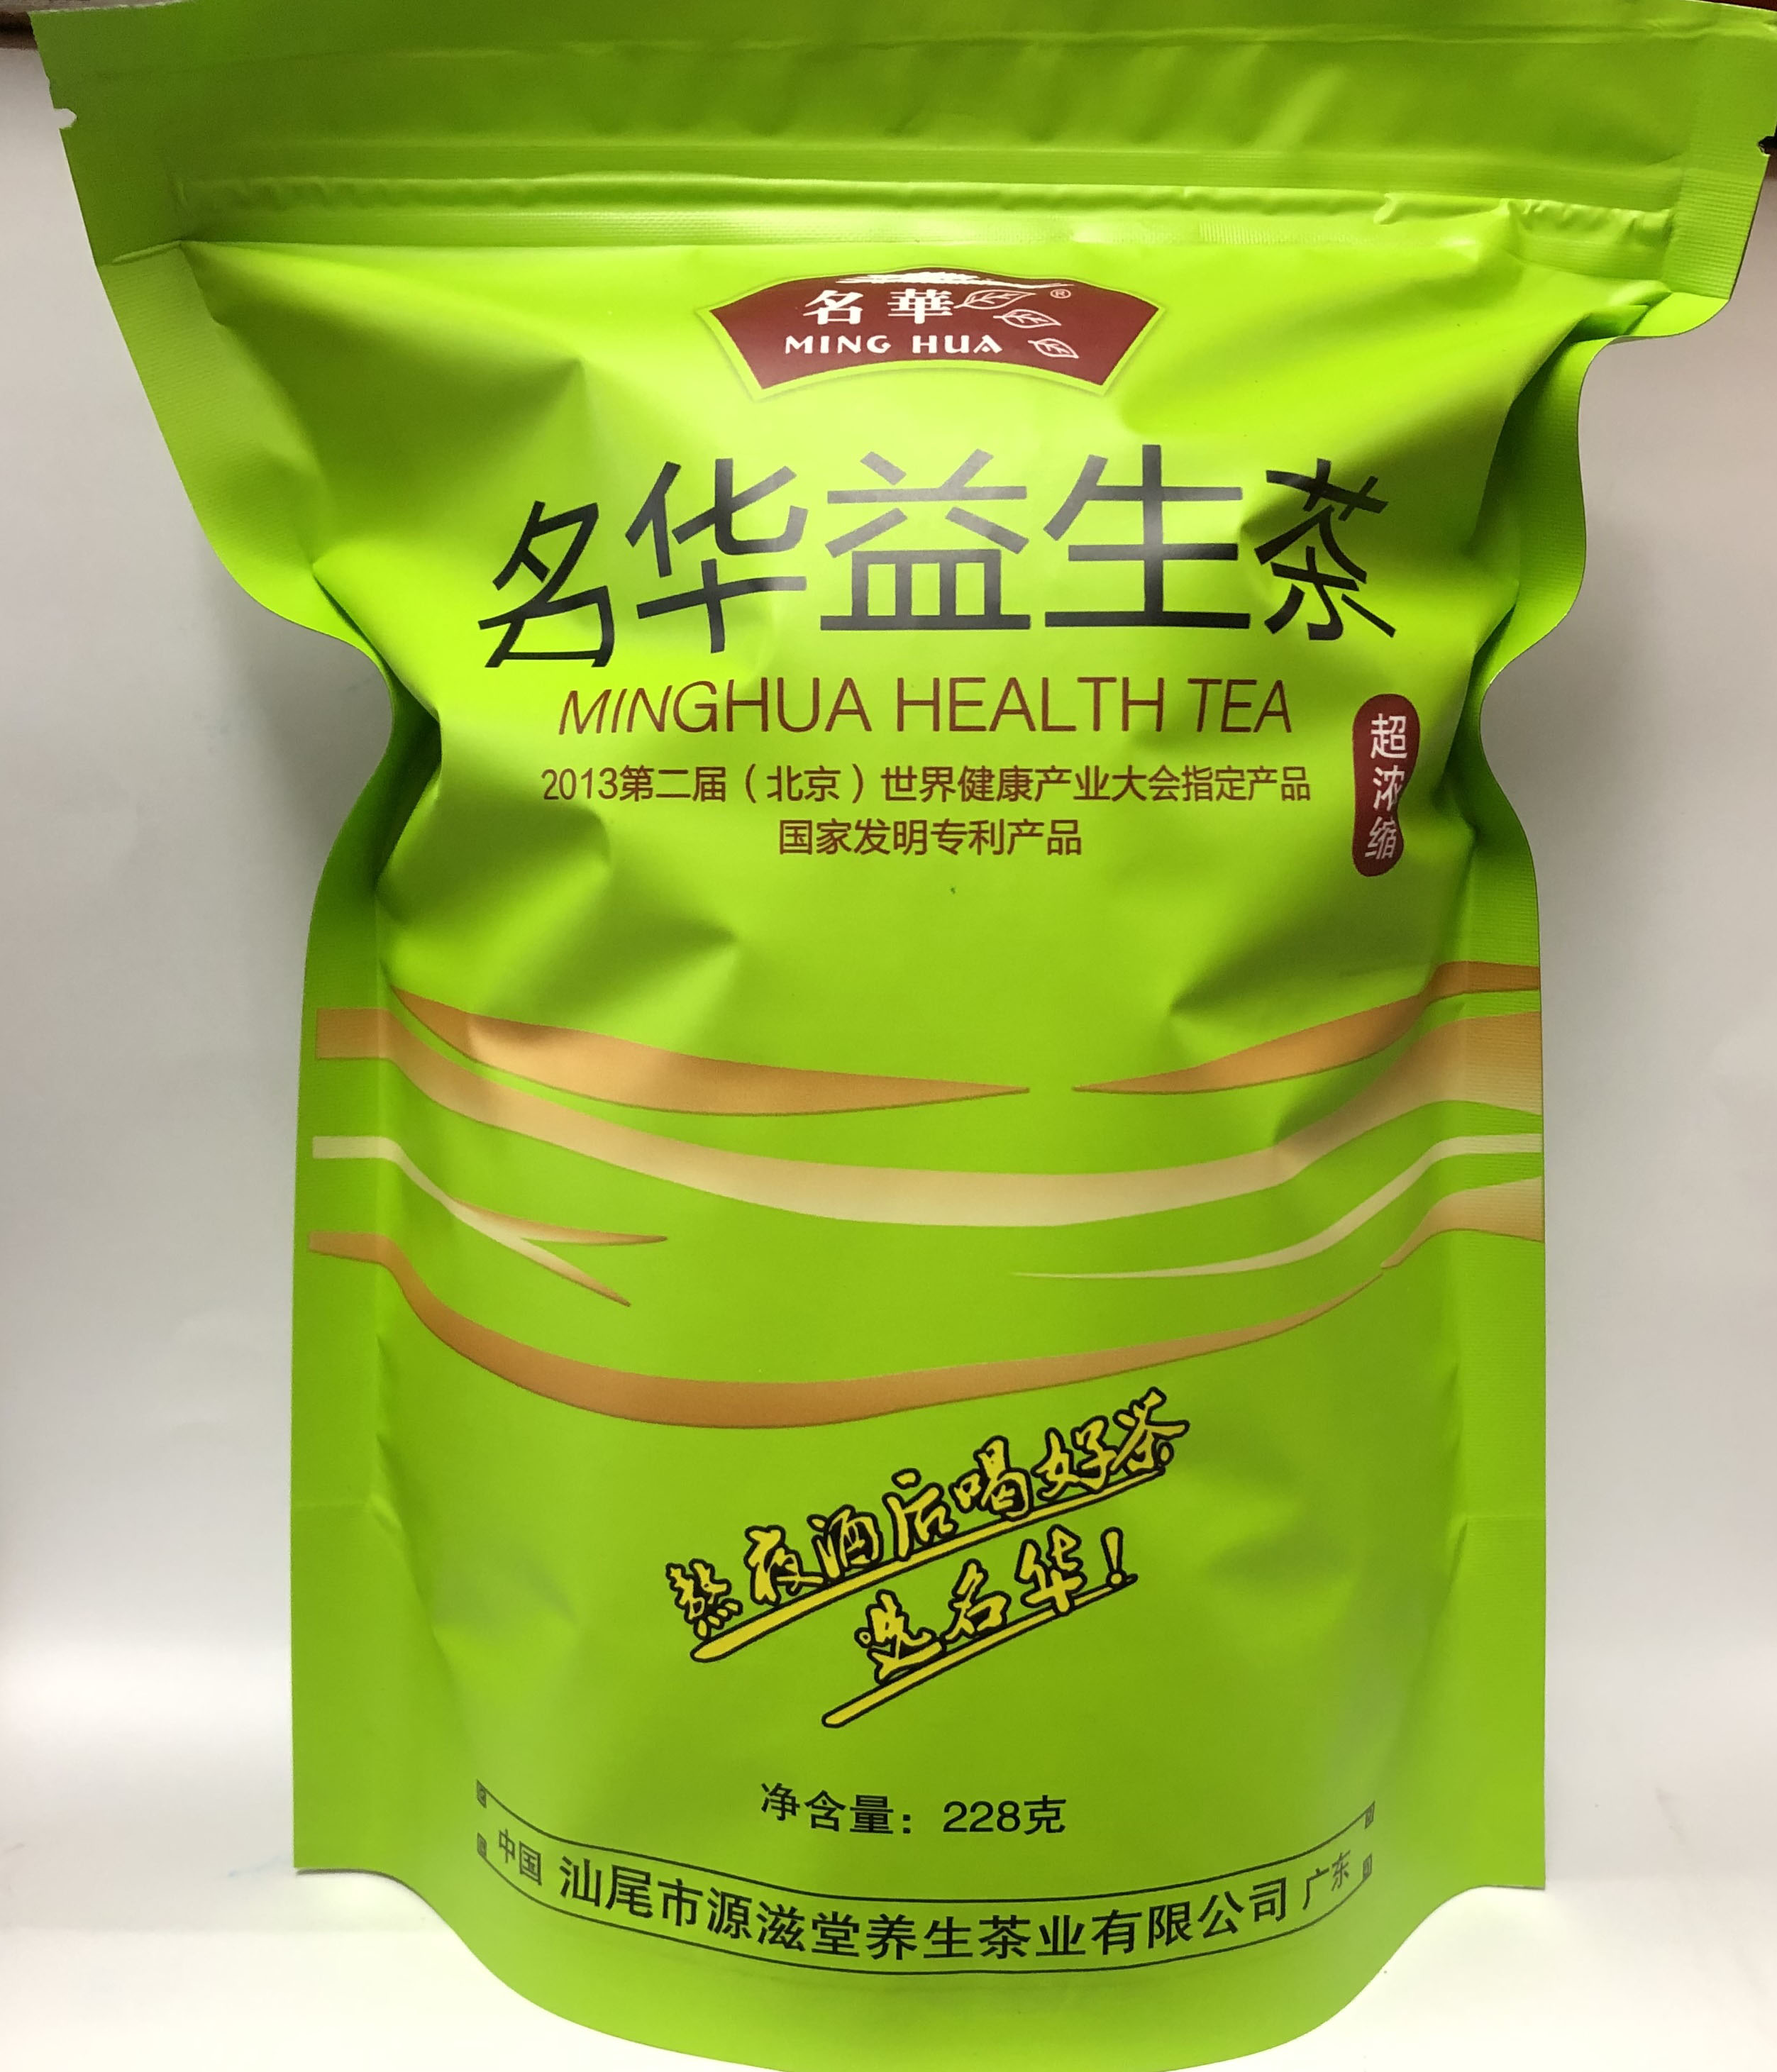 名華®
MING HUA
名华益生茶
MINGHUA HEALTH TEA
超浓缩
2013第二届（北京）世界健康产业大会指定产品
国家发明专利产品
熬夜酒后喝好茶
选名华！
净含量：228克
中国 汕尾市源滋堂养生茶业有限公司 广东